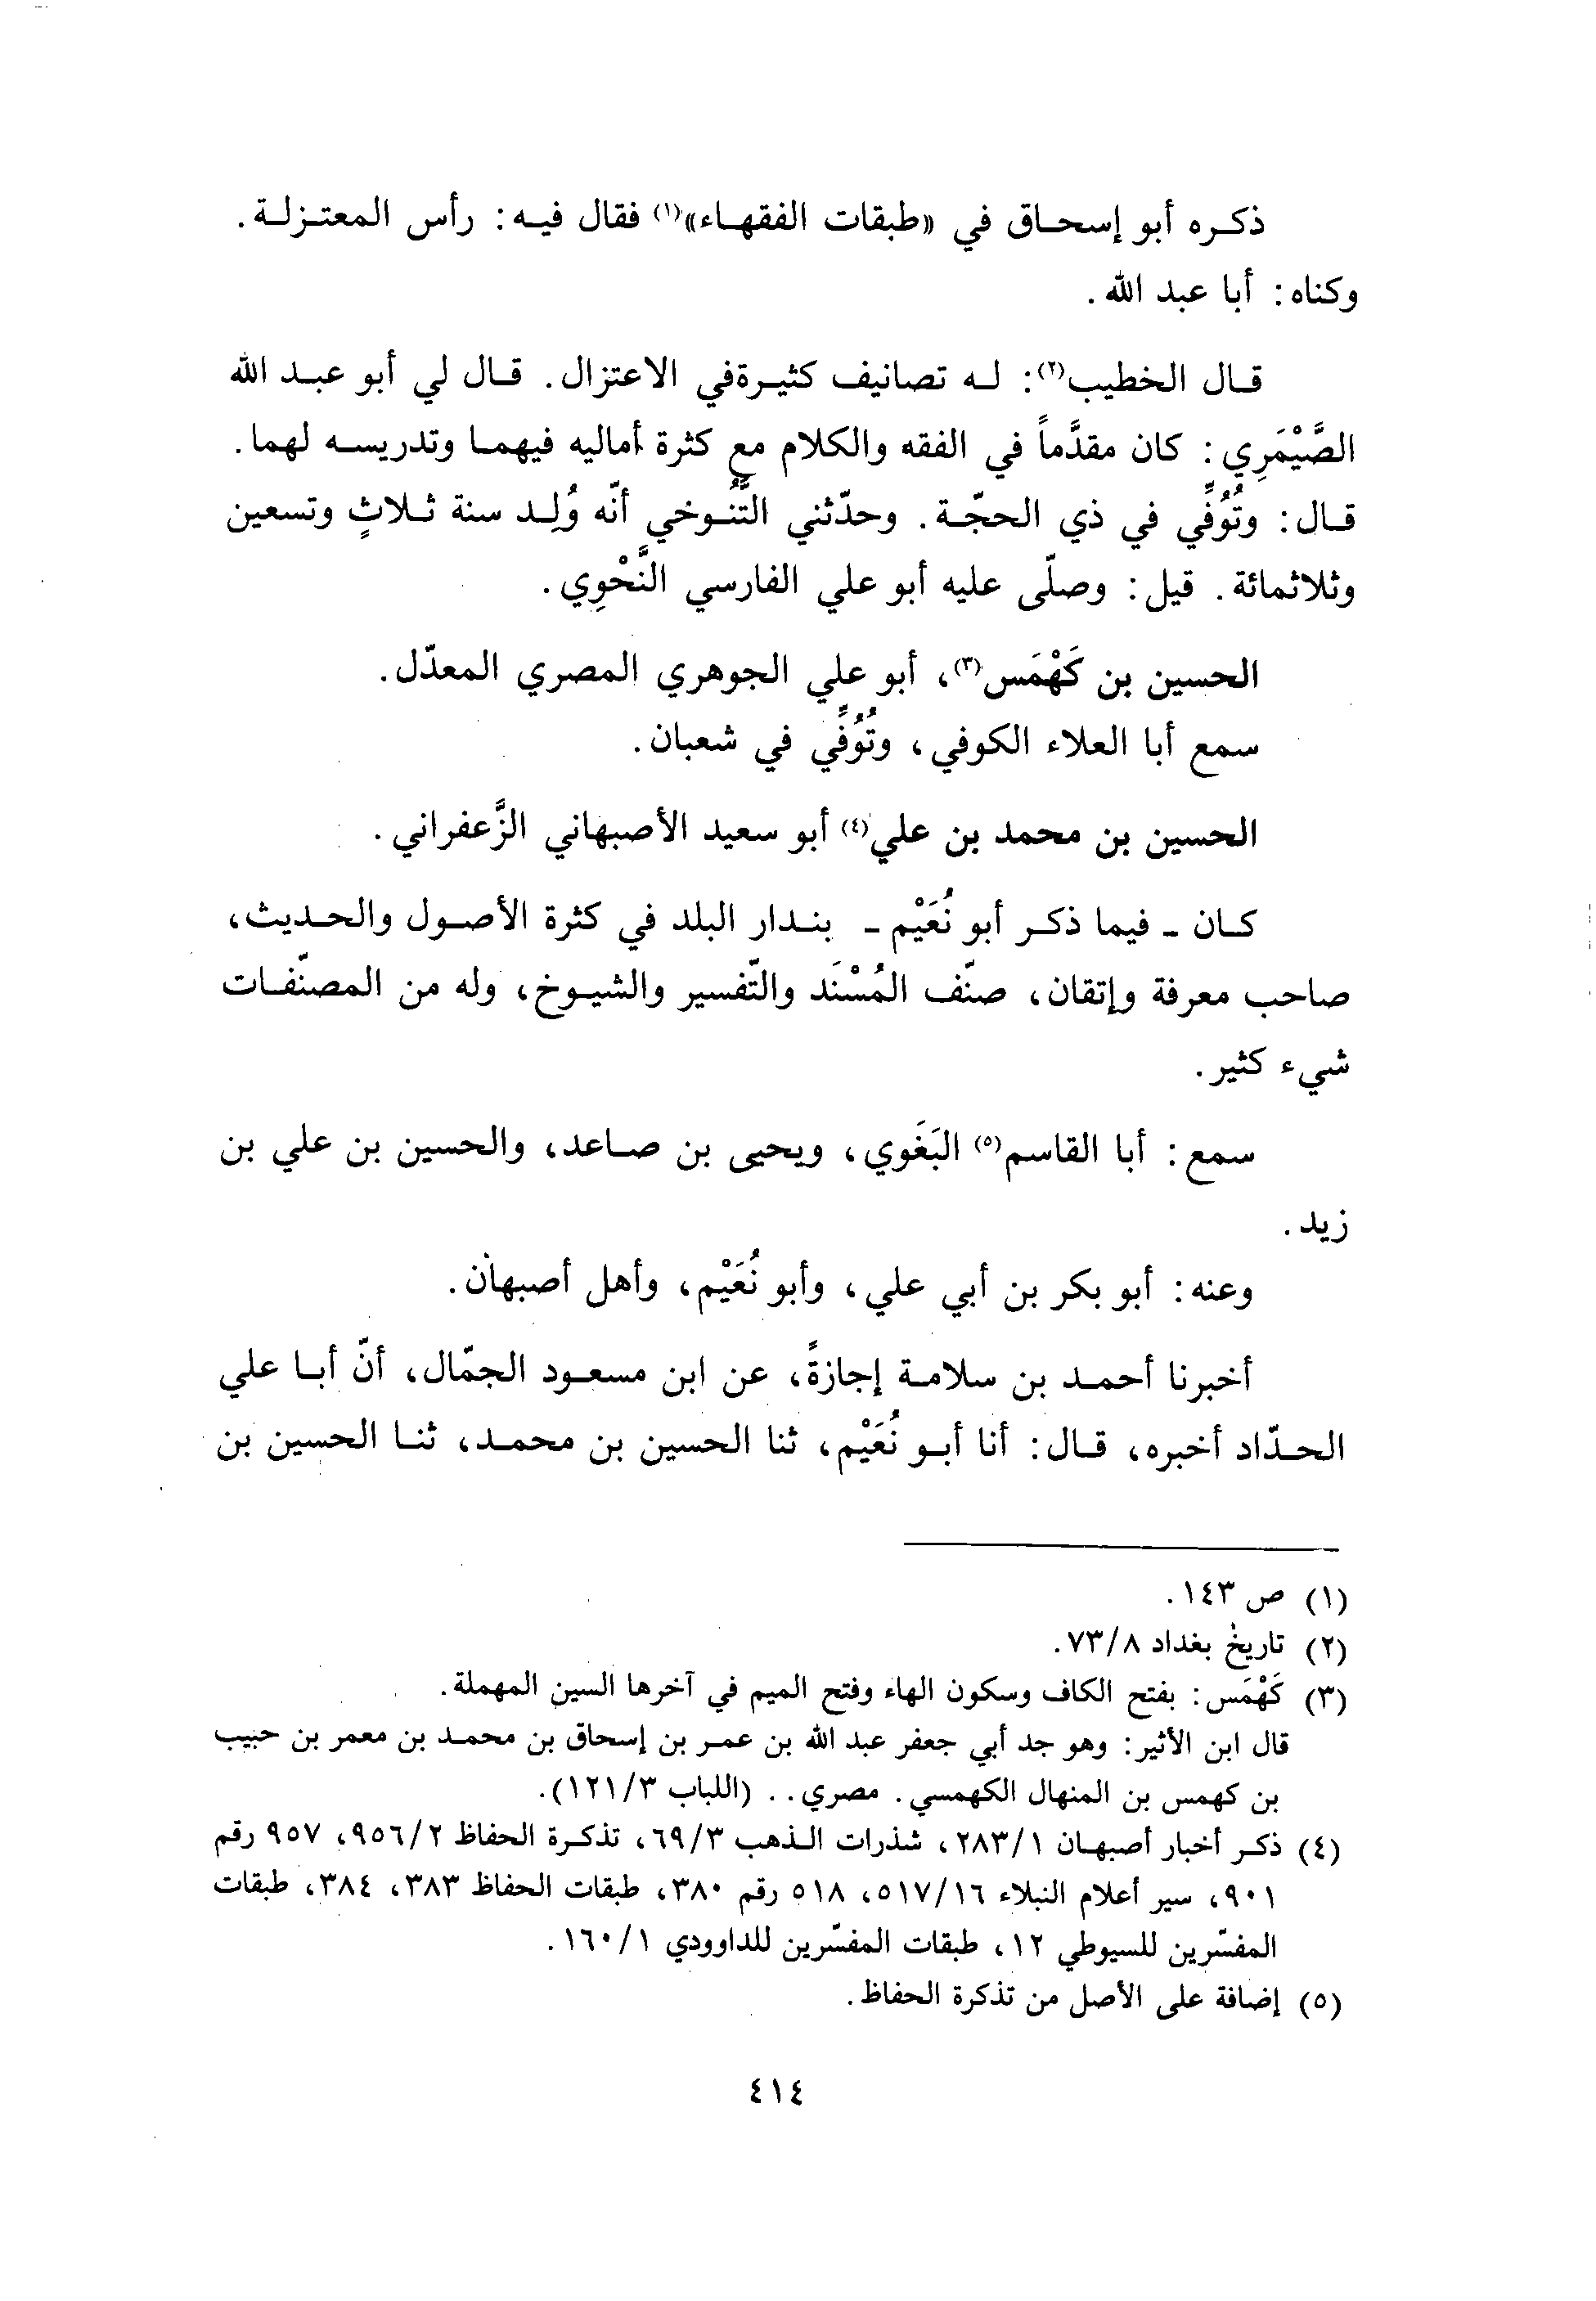 ذكره أبو إسحاق في «طبقات الفقهاء»(١) فقال فيه: رأس المعتزلة.
وكناه: أبا عبد الله.
قال الخطيب(٢): له تصانيف كثيرةفي الاعتزال. قال لي أبو عبد الله
الصَّيْمَرِي: كان مقدَّماً في الفقه والكلام مع كثرة أماليه فيهما وتدريسه لهما.
قال: وتُوُفِّي في ذي الحجّة. وحدّثني التَّنُوخي أنّه وُلِد سنة ثلاثٍ وتسعين
وثلاثمائة. قيل: وصلّى عليه أبو علي الفارسي النَّحْوِي.
الحسين بن كَهْمَس(٣)، أبو علي الجوهري المصري المعدّل.
سمع أبا العلاء الكوفي، وتُوُفِّي في شعبان.
الحسين بن محمد بن علي(٤) أبو سعيد الأصبهاني الزَّعفراني.
كان - فيما ذكر أبو نُعَيْم - بندار البلد في كثرة الأصول والحديث،
صاحب معرفة وإتقان، صنّف المُسْنَد والتّفسير والشيوخ، وله من المصنّفات
شيء كثير.
سمع: أبا القاسم(٥) البَغَوي، ويحيى بن صاعد، والحسين بن علي بن
زيد.
وعنه: أبو بكر بن أبي علي، وأبو نُعَيْم، وأهل أصبهان.
أخبرنا أحمد بن سلامة إجازةً، عن ابن مسعود الجمّال، أنّ أبا علي
الحدّاد أخبره، قال: أنا أبو نُعَيْم، ثنا الحسين بن محمد، ثنا الحسين بن
(١) ص ١٤٣.
(٢) تاريخ بغداد ٧٣/٨.
(٣) كَهْمَس: بفتح الكاف وسكون الهاء وفتح الميم في آخرها السين المهملة.
قال ابن الأثير: وهو جد أبي جعفر عبد الله بن عمر بن إسحاق بن محمد بن معمر بن حبيب
بن كهمس بن المنهال الكهمسي. مصري.. (اللباب ١٢١/٣).
(٤) ذكر أخبار أصبهان ٢٨٣/١، شذرات الذهب ٦٩/٣، تذكرة الحفاظ ٩٥٦/٢، ٩٥٧ رقم
٩٠١، سير أعلام النبلاء ٥١٧/١٦، ٥١٨ رقم ٣٨٠، طبقات الحفاظ ٣٨٣، ٣٨٤، طبقات
المفسّرين للسيوطي ١٢، طبقات المفسّرين للداوودي ١٦٠/١.
(٥) إضافة على الأصل من تذكرة الحفاظ.
٤١٤